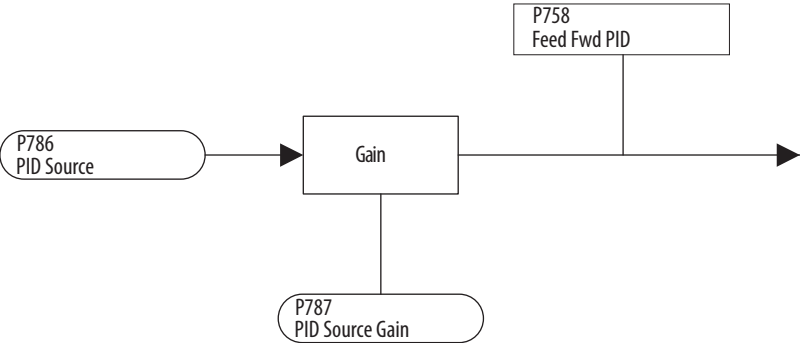 P758
Feed Fwd PID
P786
PID Source
Gain
P787
PID Source Gain